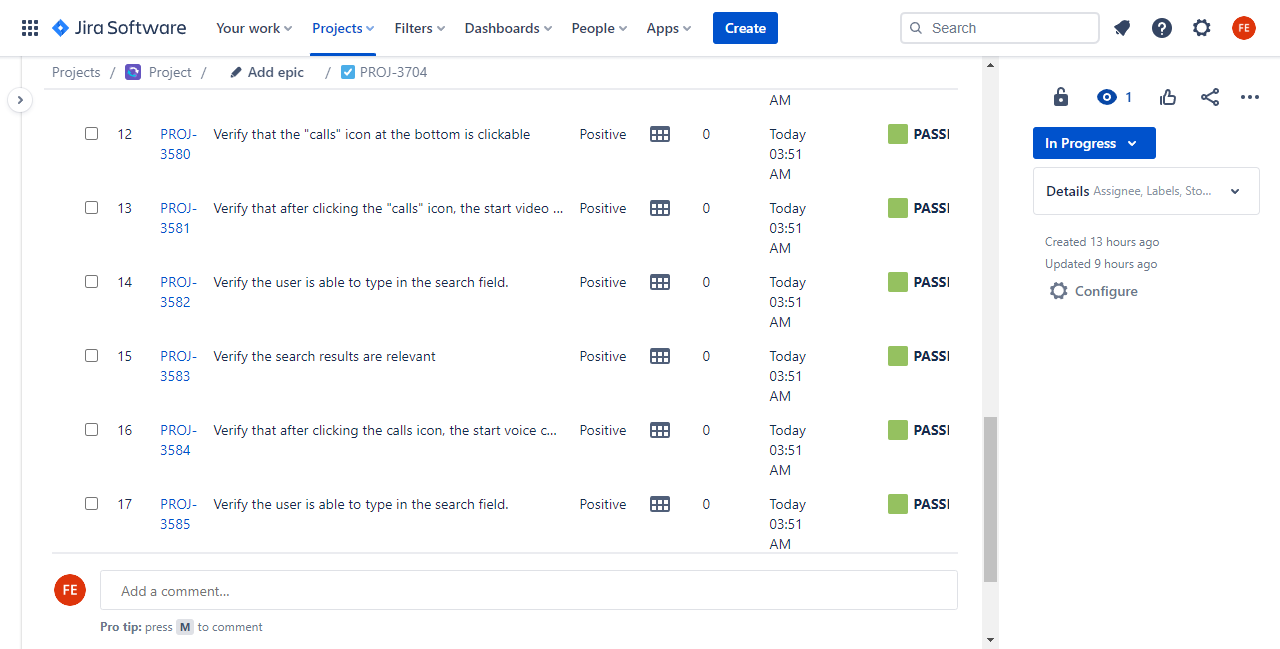 Jira Software Your work Projects Filters Dashboards People Apps Create Search FE
Projects / Project / Add epic / PROJ-3704
AM
12 PROJ-3580 Verify that the "calls" icon at the bottom is clickable Positive 0 Today 03:51 AM PASS
13 PROJ-3581 Verify that after clicking the "calls" icon, the start video ... Positive 0 Today 03:51 AM PASS
14 PROJ-3582 Verify the user is able to type in the search field. Positive 0 Today 03:51 AM PASS
15 PROJ-3583 Verify the search results are relevant Positive 0 Today 03:51 AM PASS
16 PROJ-3584 Verify that after clicking the calls icon, the start voice c... Positive 0 Today 03:51 AM PASS
17 PROJ-3585 Verify the user is able to type in the search field. Positive 0 Today 03:51 AM PASS
FE Add a comment...
Pro tip: press M to comment
1
In Progress
Details Assignee, Labels, Sto...
Created 13 hours ago
Updated 9 hours ago
Configure